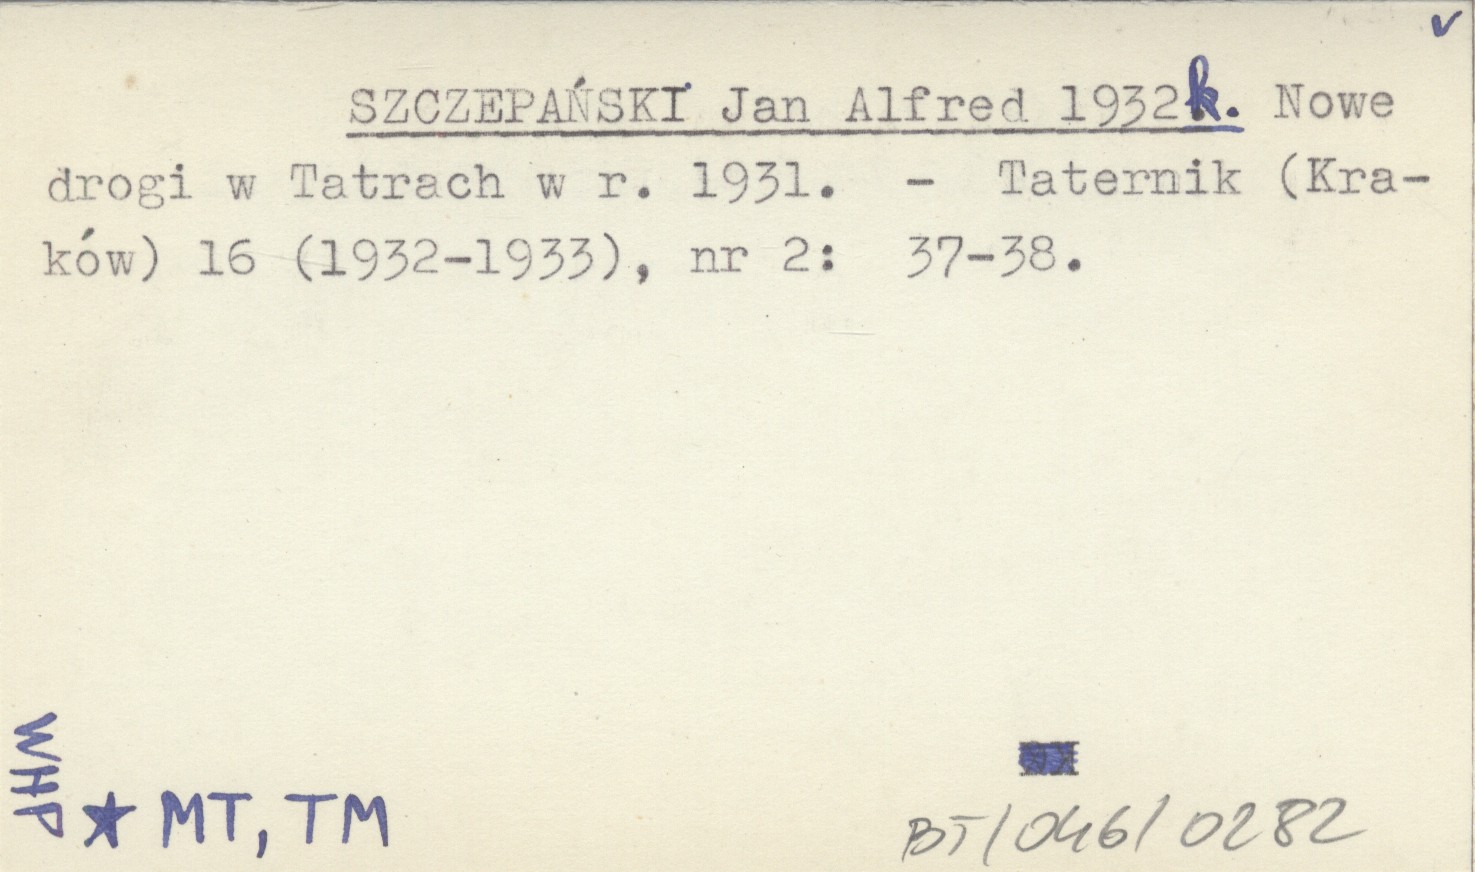 v
SZCZEPAŃSKI Jan Alfred 1932k. Nowe
drogi w Tatrach w r. 1931. - Taternik (Kra-
ków) 16 (1932-1933), nr 2: 37-38.
WHP
★ MT, TM
BT/046/0282